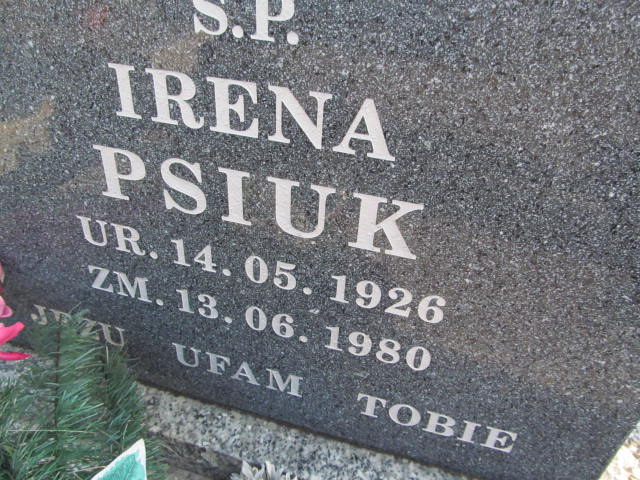 Ś.P.
IRENA
PSIUK
UR. 14. 05. 1926
ZM. 13. 06. 1980
JEZU UFAM TOBIE